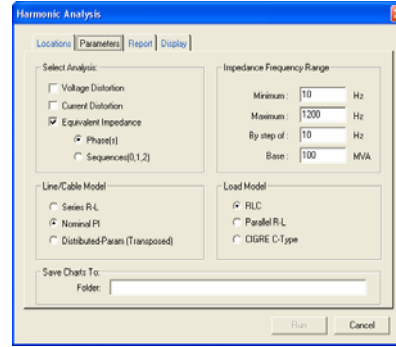 Harmonic Analysis
Locations Parameters Report Display
Select Analysis:
Voltage Distortion
Current Distortion
Equivalent Impedance
Phase(s)
Sequences(0,1,2)
Impedance Frequency Range
Minimum : 10 Hz
Maximum : 1200 Hz
By step of : 10 Hz
Base : 100 MVA
Line/Cable Model
Series R-L
Nominal PI
Distributed-Param (Transposed)
Load Model
RLC
Parallel R-L
CIGRE C-Type
Save Charts To:
Folder:
Run Cancel